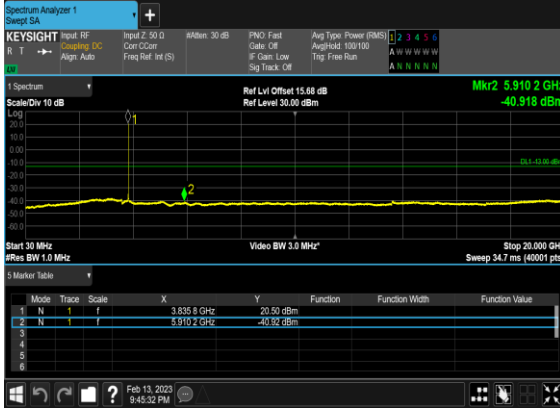 Spectrum Analyzer 1
Swept SA
+
KEYSIGHT Input: RF Input Z: 50 Ω #Atten: 30 dB PNO: Fast Avg Type: Power (RMS) 1 2 3 4 5 6
R T Coupling: DC Corr CCorr Gate: Off Avg|Hold: 100/100 A W W W W W
Align: Auto Freq Ref: Int (S) IF Gain: Low Trig: Free Run
Sig Track: Off A N N N N N
1 Spectrum
Ref Lvl Offset 15.68 dB Mkr2 5.910 2 GHz
Scale/Div 10 dB Ref Level 30.00 dBm -40.918 dBm
Log
1
20.0
10.0
0.00
-10.0 DL1 -13.00 dBm
-20.0
-30.0
2
-40.0
-50.0
-60.0
Start 30 MHz Video BW 3.0 MHz* Stop 20.000 GHz
#Res BW 1.0 MHz Sweep 34.7 ms (40001 pts)
5 Marker Table
Mode Trace Scale X Y Function Function Width Function Value
1 N 1 f 3.835 8 GHz 20.50 dBm
2 N 1 f 5.910 2 GHz -40.92 dBm
3
4
5
6
? Feb 13, 2023
9:45:32 PM